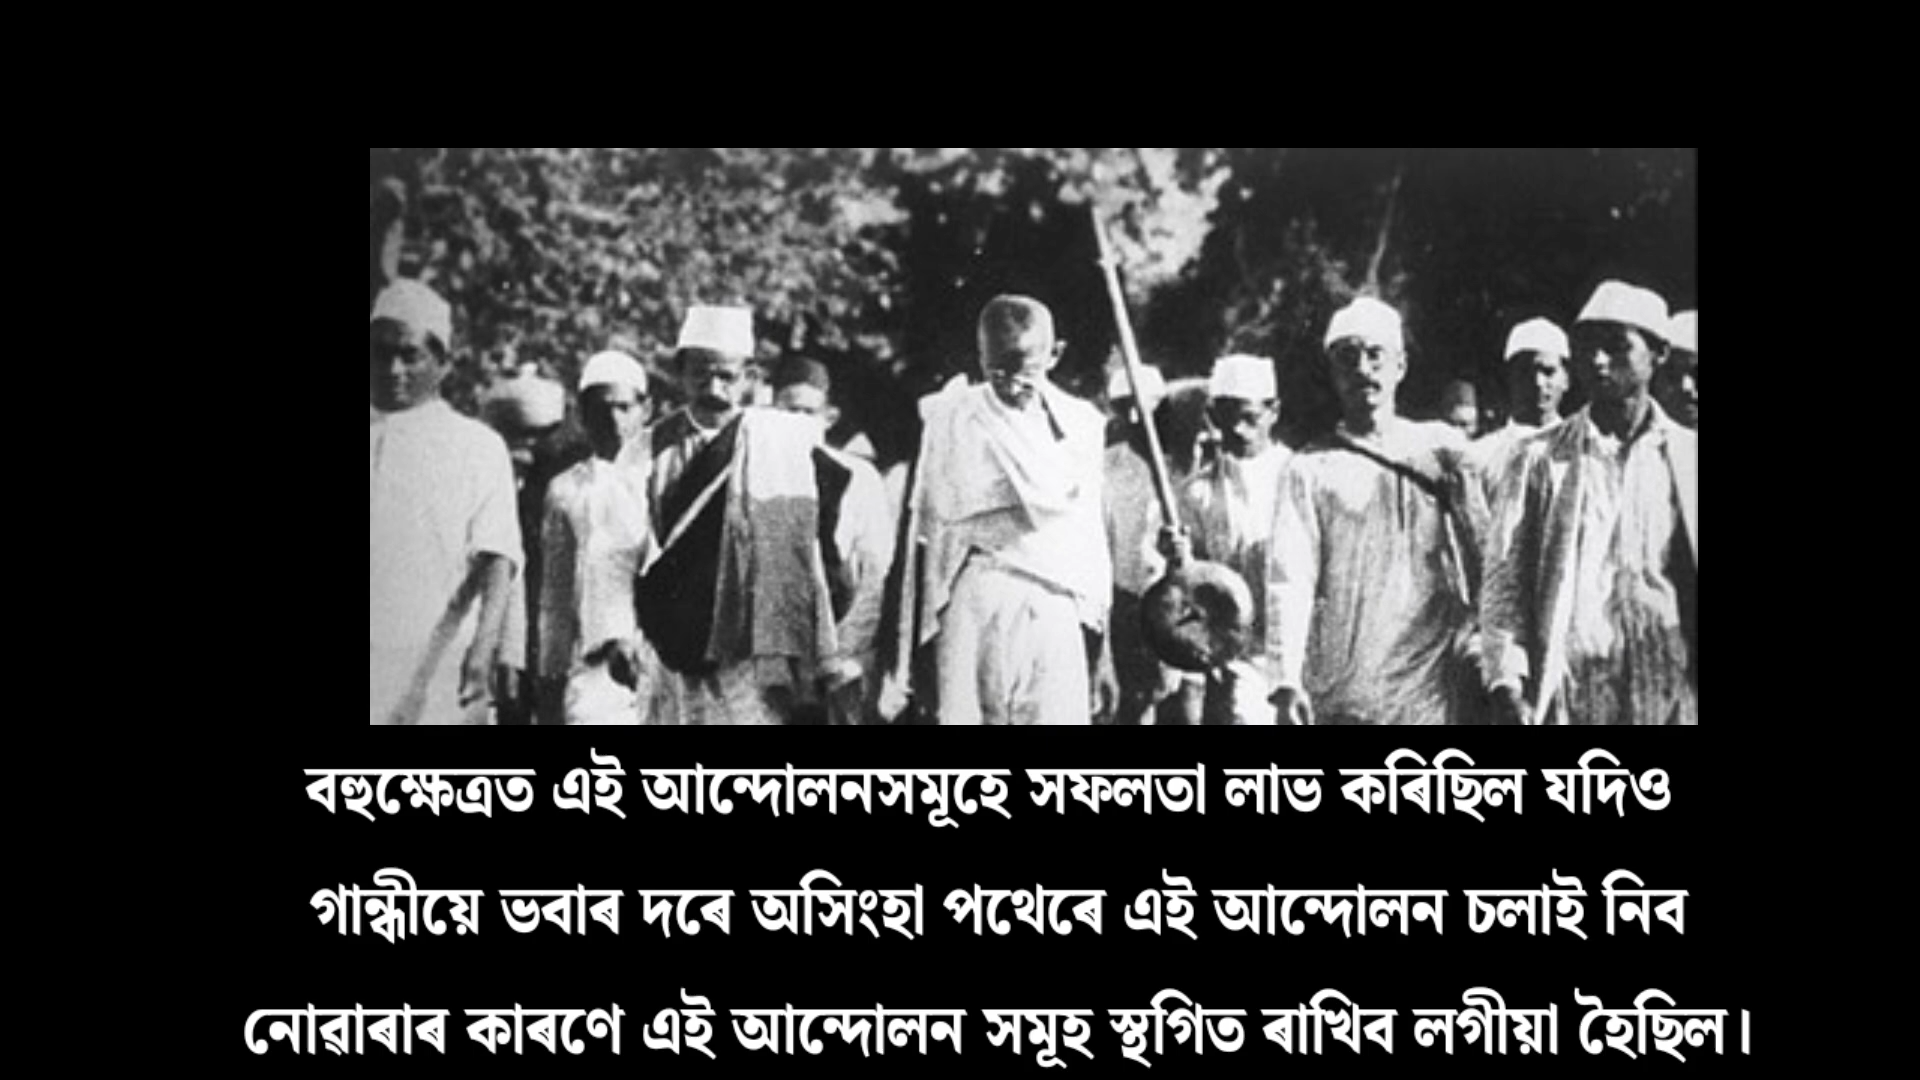 বহুক্ষেত্ৰত এই আন্দোলনসমূহে সফলতা লাভ কৰিছিল যদিও
গান্ধীয়ে ভবাৰ দৰে অসিংহা পথেৰে এই আন্দোলন চলাই নিব
নোৱাৰাৰ কাৰণে এই আন্দোলন সমূহ স্থগিত ৰাখিব লগীয়া হৈছিল।